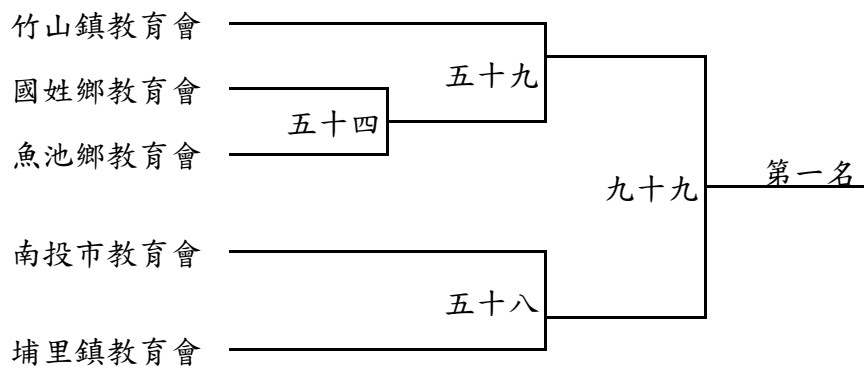 竹山鎮教育會
五十九
國姓鄉教育會
五十四
魚池鄉教育會
九十九
第一名
南投市教育會
五十八
埔里鎮教育會